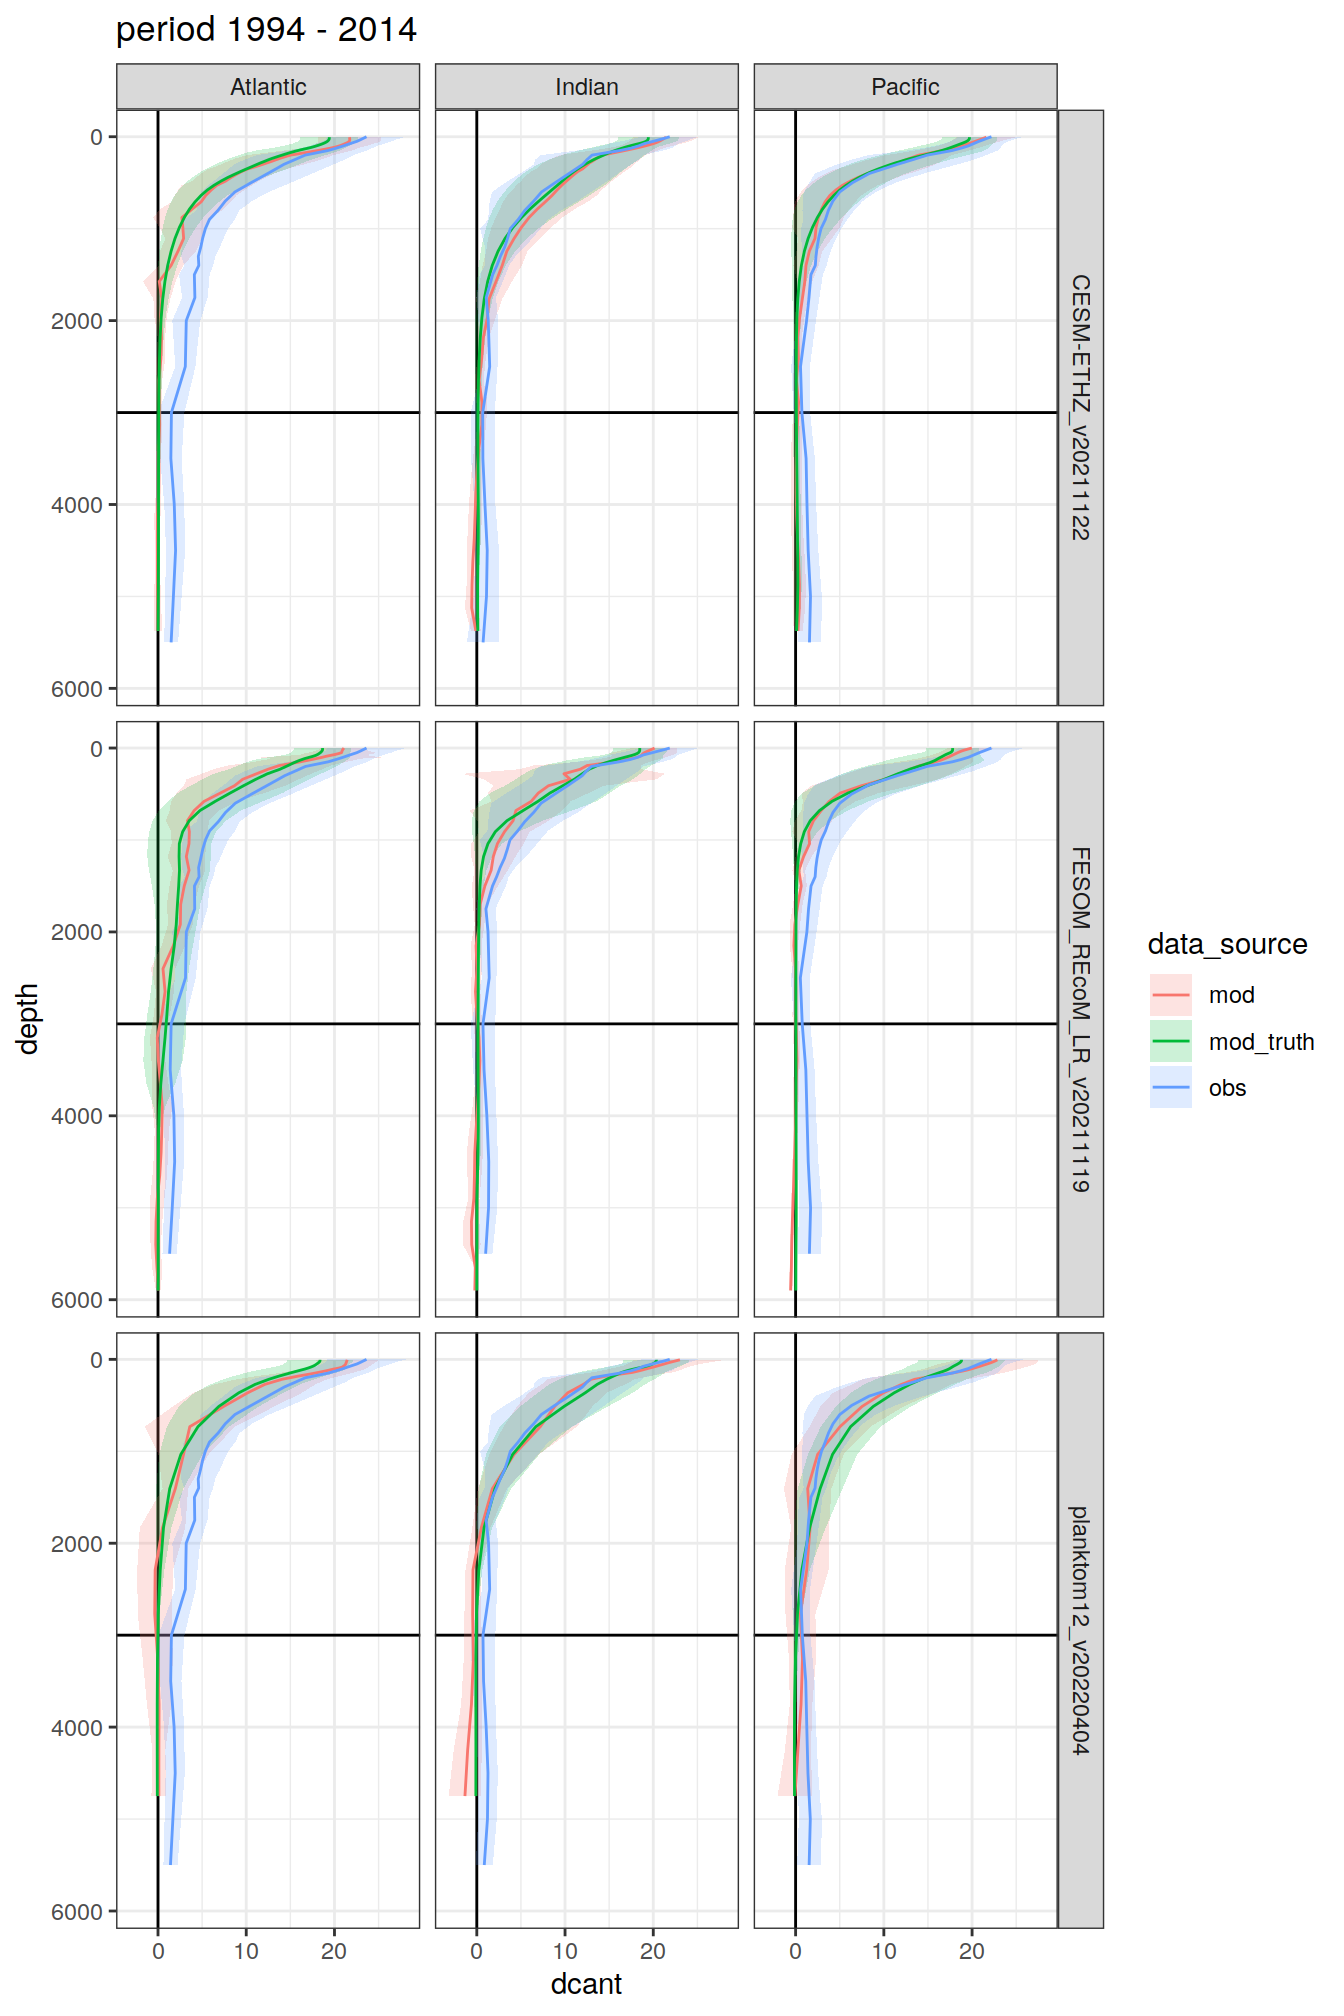 period 1994 - 2014
Atlantic
Indian
Pacific
0
2000
4000
6000
CESM-ETHZ_v20211122
0
2000
4000
6000
FESOM_REcoM_LR_v20211119
0
2000
4000
6000
planktom12_v20220404
depth
0
10
20
0
10
20
0
10
20
dcant
data_source
mod
mod_truth
obs